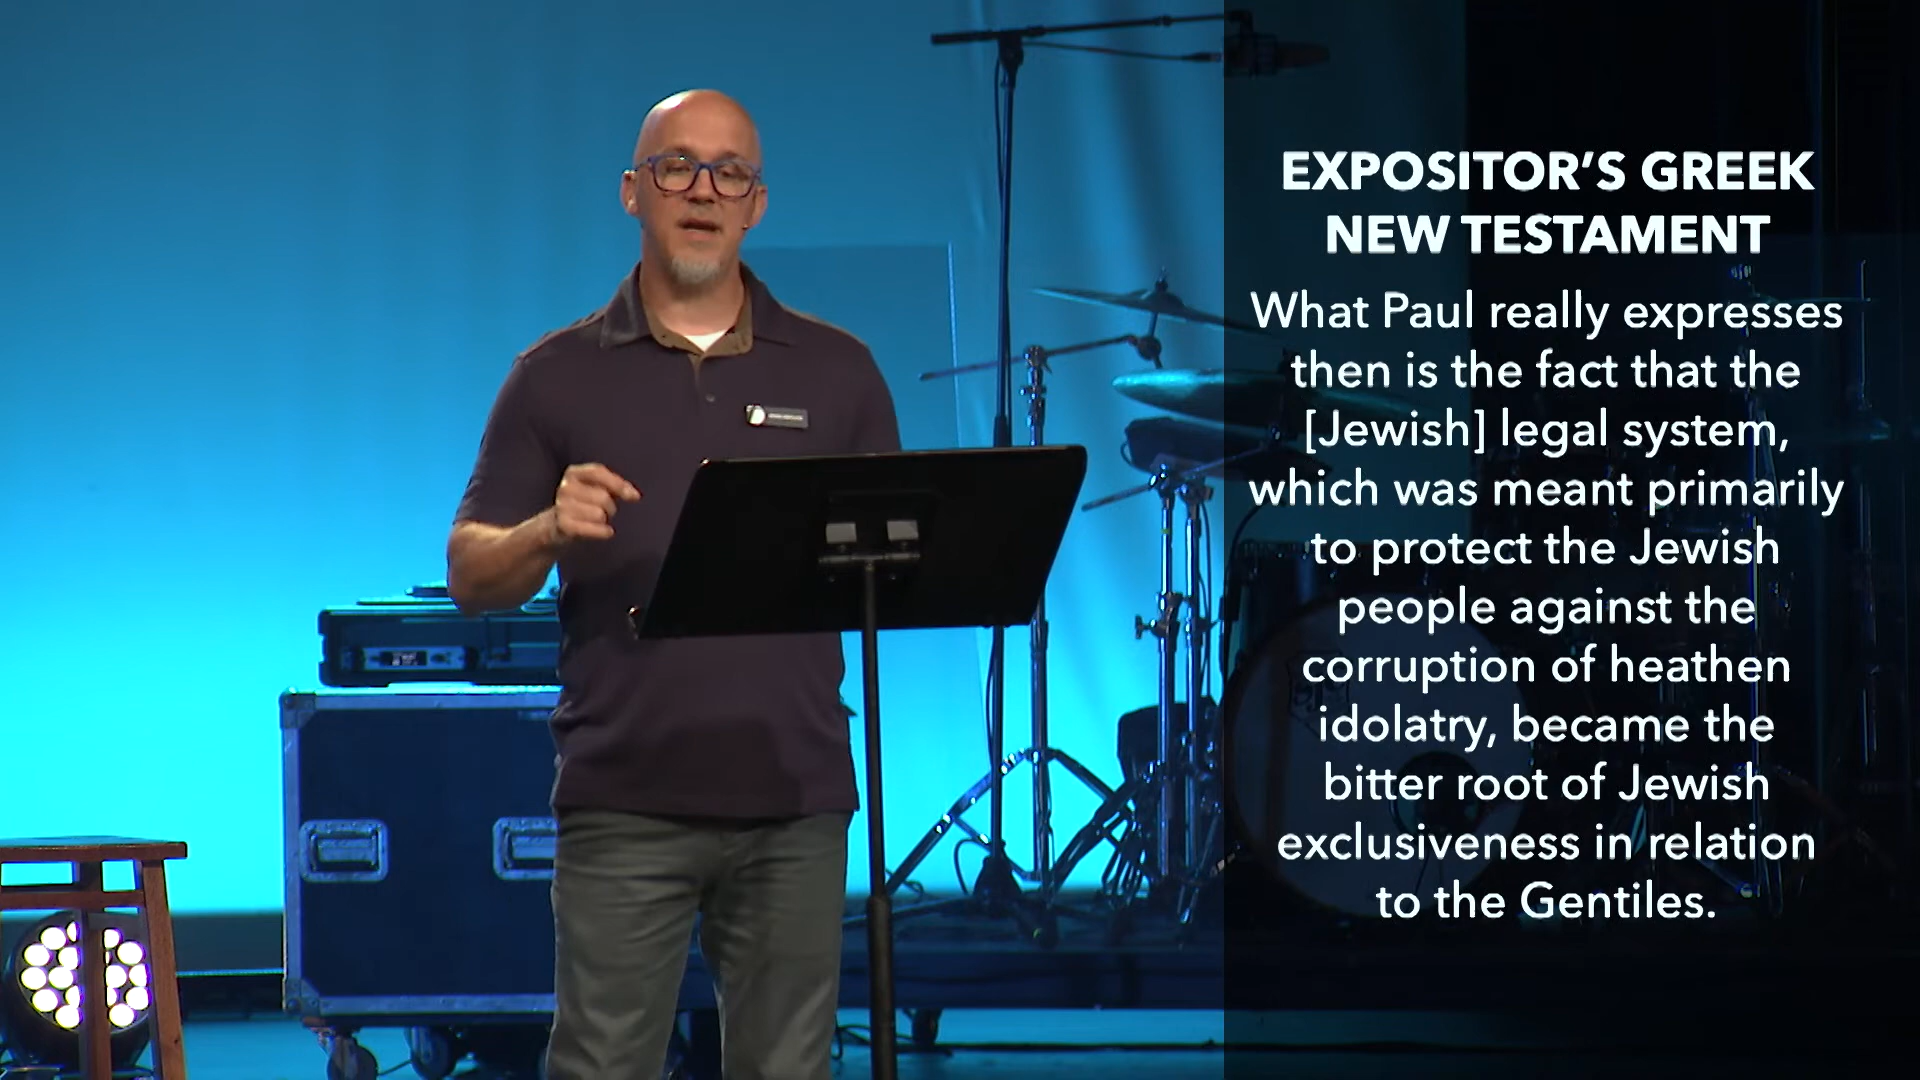 EXPOSITOR’S GREEK
NEW TESTAMENT
What Paul really expresses
then is the fact that the
[Jewish] legal system,
which was meant primarily
to protect the Jewish
people against the
corruption of heathen
idolatry, became the
bitter root of Jewish
exclusiveness in relation
to the Gentiles.